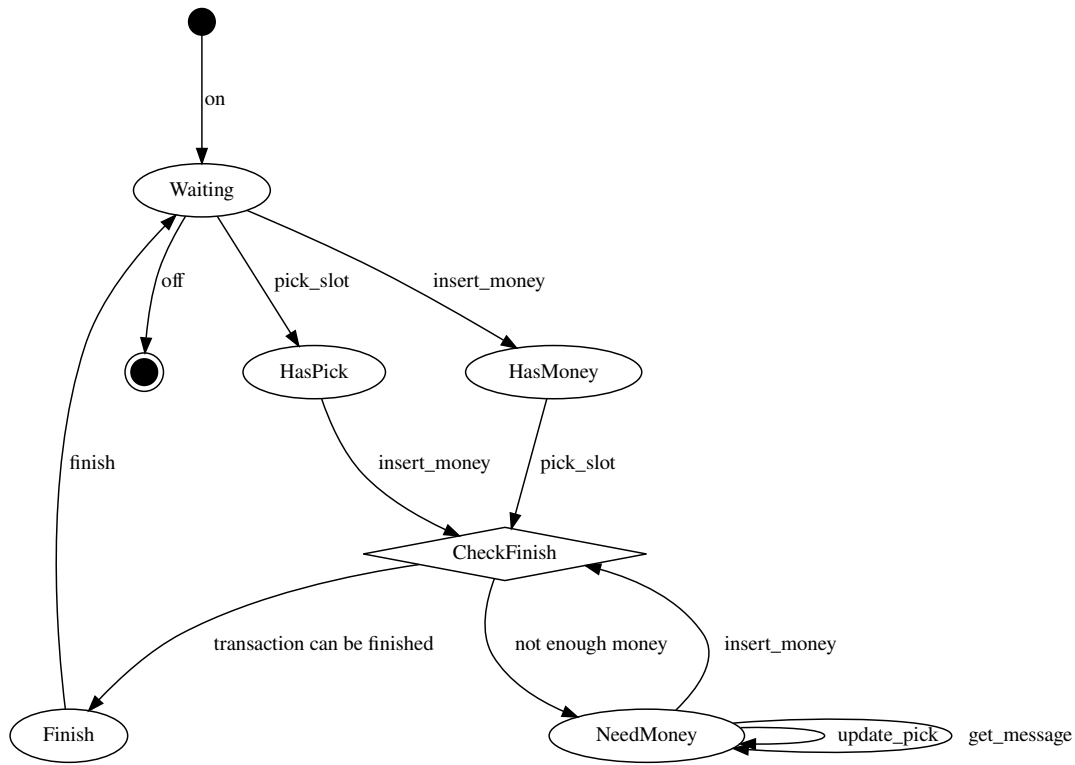 on
Waiting
off
pick_slot
insert_money
HasPick
HasMoney
finish
insert_money
pick_slot
CheckFinish
transaction can be finished
not enough money
insert_money
Finish
NeedMoney
update_pick
get_message